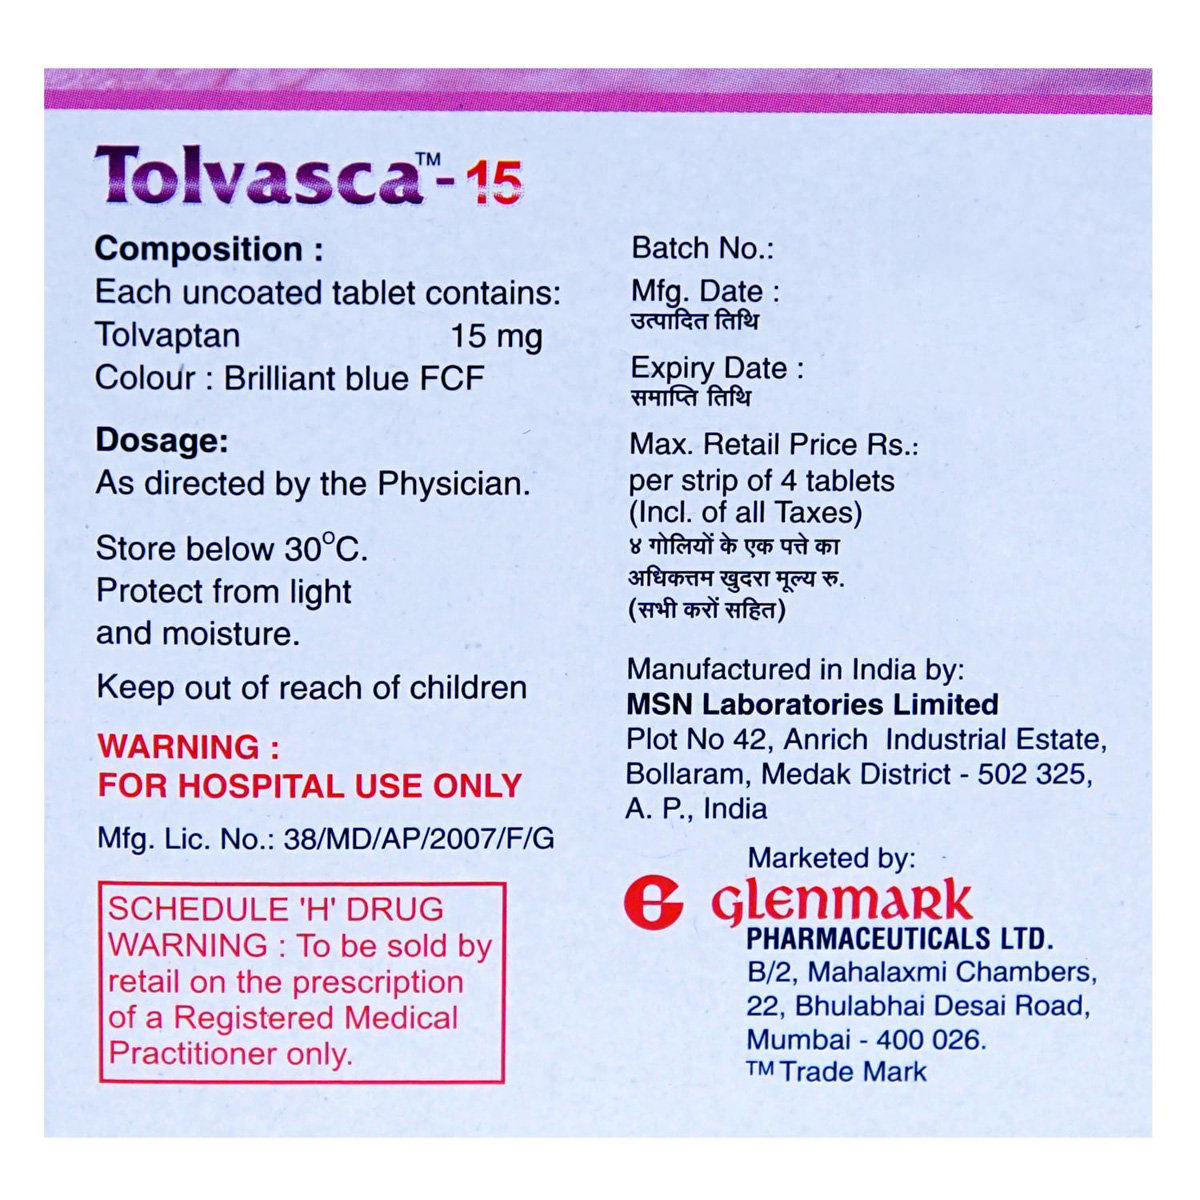 Tolvasca™-15
Composition :
Each uncoated tablet contains:
Tolvaptan 15 mg
Colour : Brilliant blue FCF
Dosage:
As directed by the Physician.
Store below 30°C.
Protect from light
and moisture.
Keep out of reach of children
WARNING :
FOR HOSPITAL USE ONLY
Mfg. Lic. No.: 38/MD/AP/2007/F/G
SCHEDULE 'H' DRUG
WARNING : To be sold by
retail on the prescription
of a Registered Medical
Practitioner only.
Batch No.:
Mfg. Date :
उत्पादित तिथि
Expiry Date :
समाप्ति तिथि
Max. Retail Price Rs.:
per strip of 4 tablets
(Incl. of all Taxes)
४ गोलियों के एक पत्ते का
अधिकत्तम खुदरा मूल्य रु.
(सभी करों सहित)
Manufactured in India by:
MSN Laboratories Limited
Plot No 42, Anrich Industrial Estate,
Bollaram, Medak District - 502 325,
A. P., India
Marketed by:
G glenmark
PHARMACEUTICALS LTD.
B/2, Mahalaxmi Chambers,
22, Bhulabhai Desai Road,
Mumbai - 400 026.
™ Trade Mark